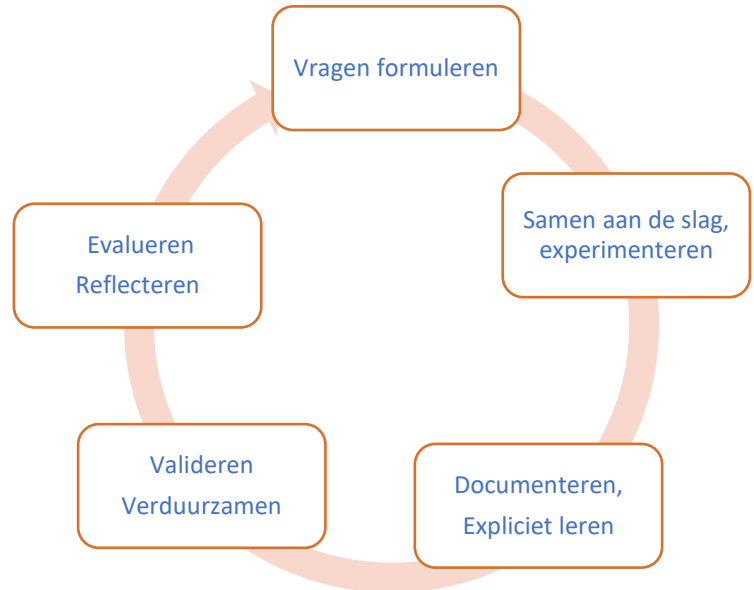 Vragen formuleren
Samen aan de slag,
experimenteren
Documenteren,
Expliciet leren
Valideren
Verduurzamen
Evalueren
Reflecteren